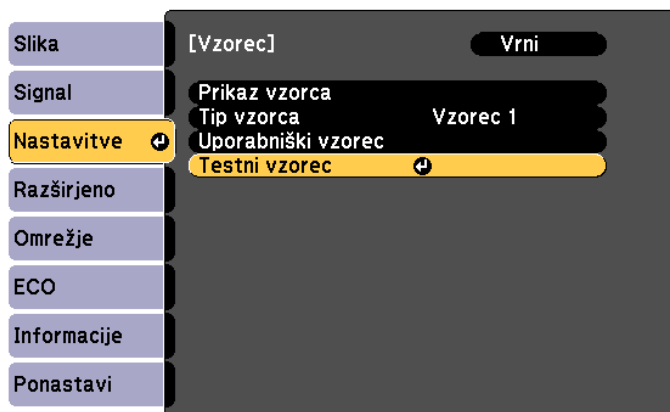 Slika
Signal
Nastavitve
Razširjeno
Omrežje
ECO
Informacije
Ponastavi
[Vzorec] Vrni
Prikaz vzorca
Tip vzorca Vzorec 1
Uporabniški vzorec
Testni vzorec